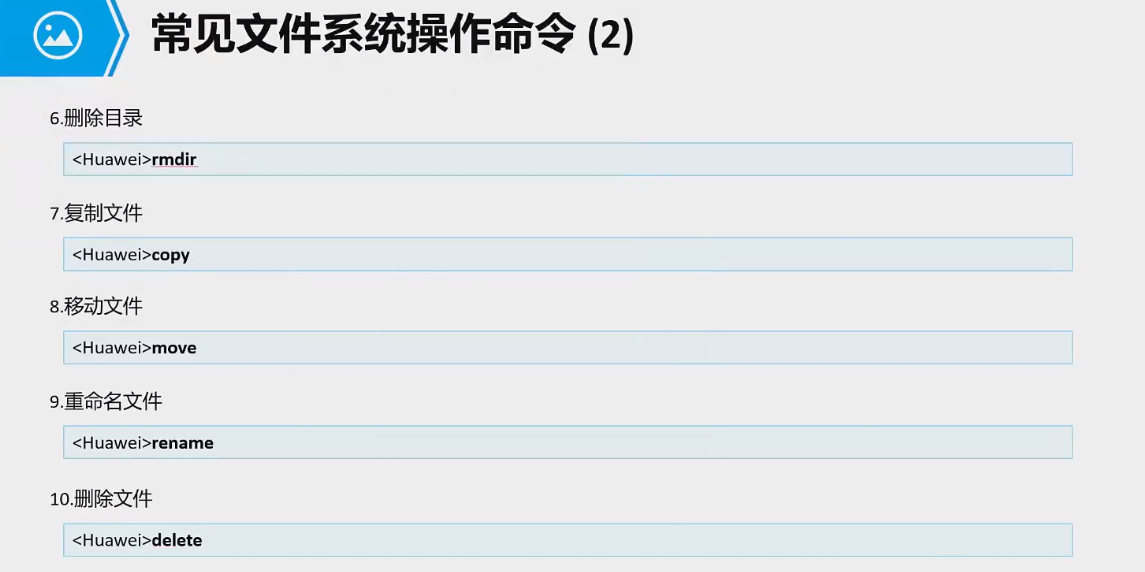 常见文件系统操作命令 (2)
6.删除目录
<Huawei>rmdir
7.复制文件
<Huawei>copy
8.移动文件
<Huawei>move
9.重命名文件
<Huawei>rename
10.删除文件
<Huawei>delete